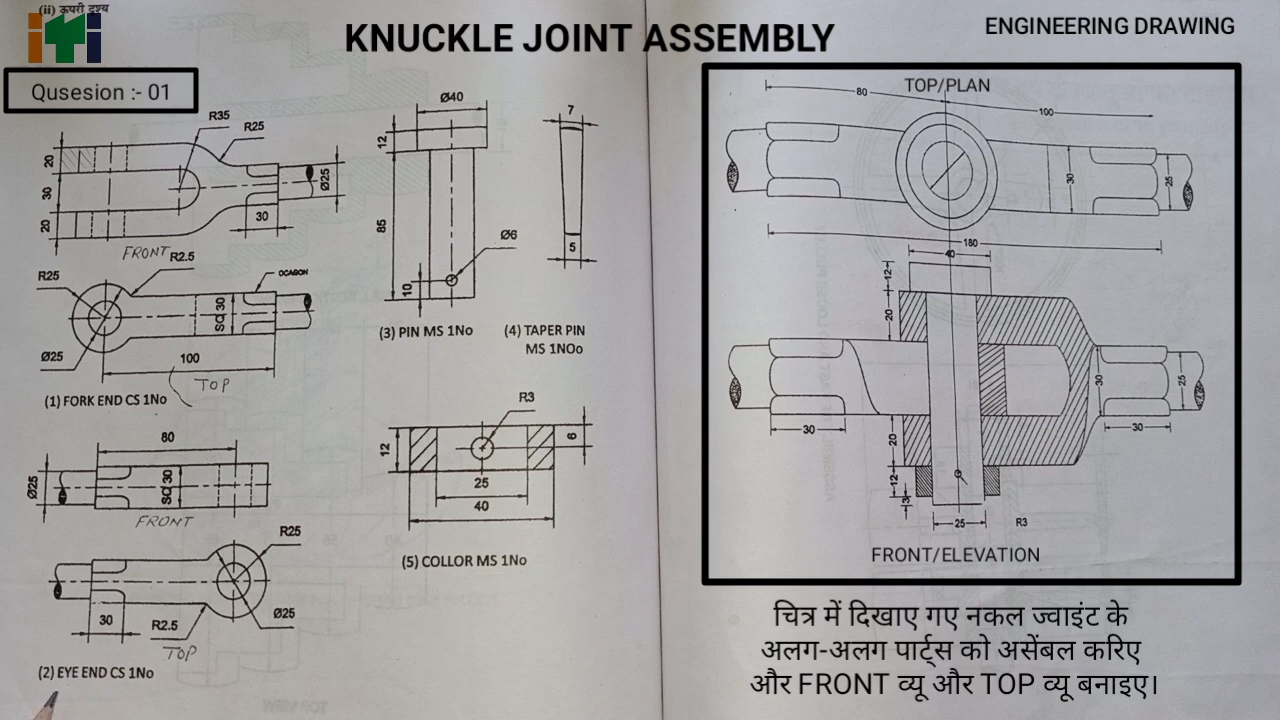 (ii) ऊपरी दृश्य
iTi
KNUCKLE JOINT ASSEMBLY
ENGINEERING DRAWING
Qusesion :- 01
R35
R25
20
30
20
Ø25
30
FRONT
R2.5
R25
OCAGON
SQ 30
Ø25
100
TOP
(1) FORK END CS 1No
80
Ø25
SQ 30
FRONT
R25
30
R2.5
Ø25
TOP
(2) EYE END CS 1No
Ø40
12
85
Ø6
10
(3) PIN MS 1No
7
5
(4) TAPER PIN
MS 1NOo
R3
12
6
25
40
(5) COLLOR MS 1No
TOP/PLAN
80
100
30
25
180
40
12
20
30
25
30
30
20
12
3
25
R3
FRONT/ELEVATION
चित्र में दिखाए गए नकल ज्वाइंट के
अलग-अलग पार्ट्स को असेंबल करिए
और FRONT व्यू और TOP व्यू बनाइए।